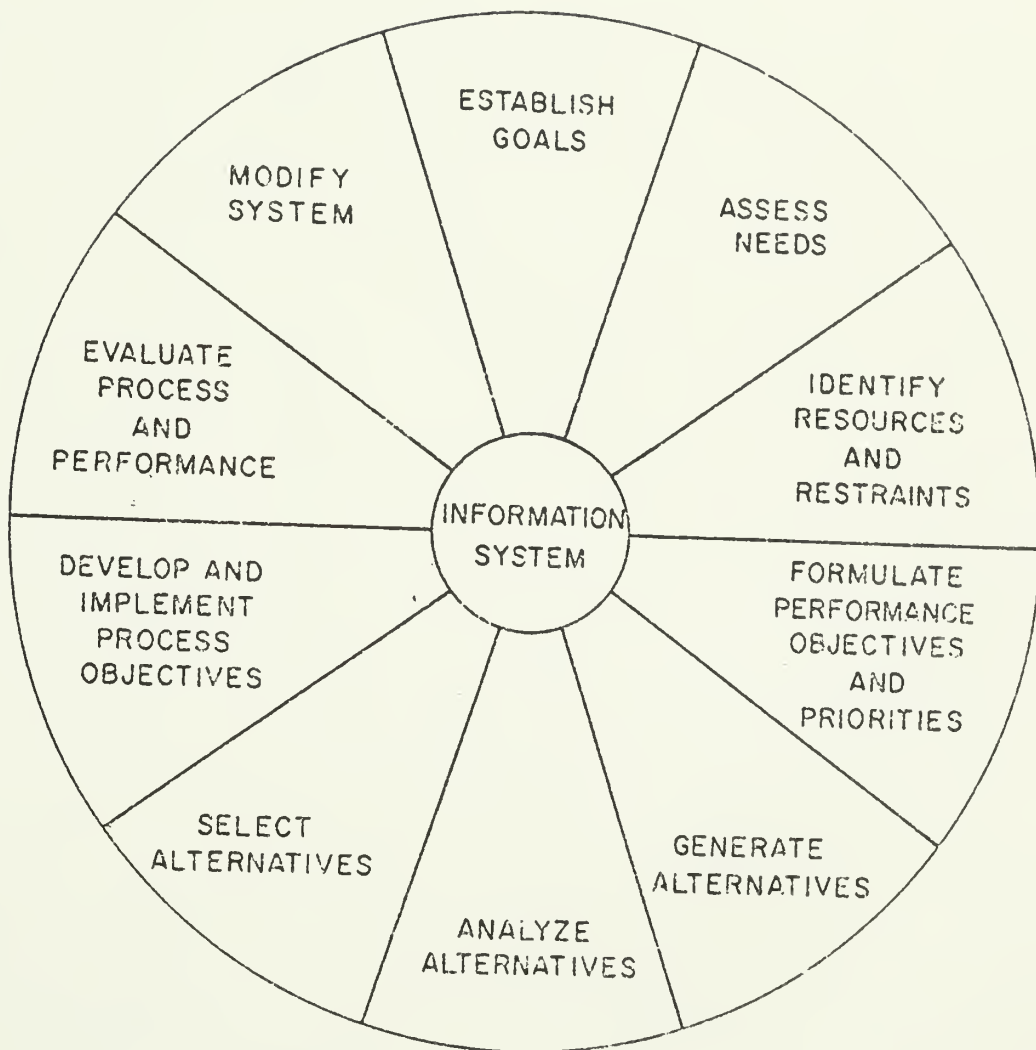 ESTABLISH
GOALS
ASSESS
NEEDS
IDENTIFY
RESOURCES
AND
RESTRAINTS
FORMULATE
PERFORMANCE
OBJECTIVES
AND
PRIORITIES
GENERATE
ALTERNATIVES
ANALYZE
ALTERNATIVES
SELECT
ALTERNATIVES
DEVELOP AND
IMPLEMENT
PROCESS
OBJECTIVES
EVALUATE
PROCESS
AND
PERFORMANCE
MODIFY
SYSTEM
INFORMATION
SYSTEM